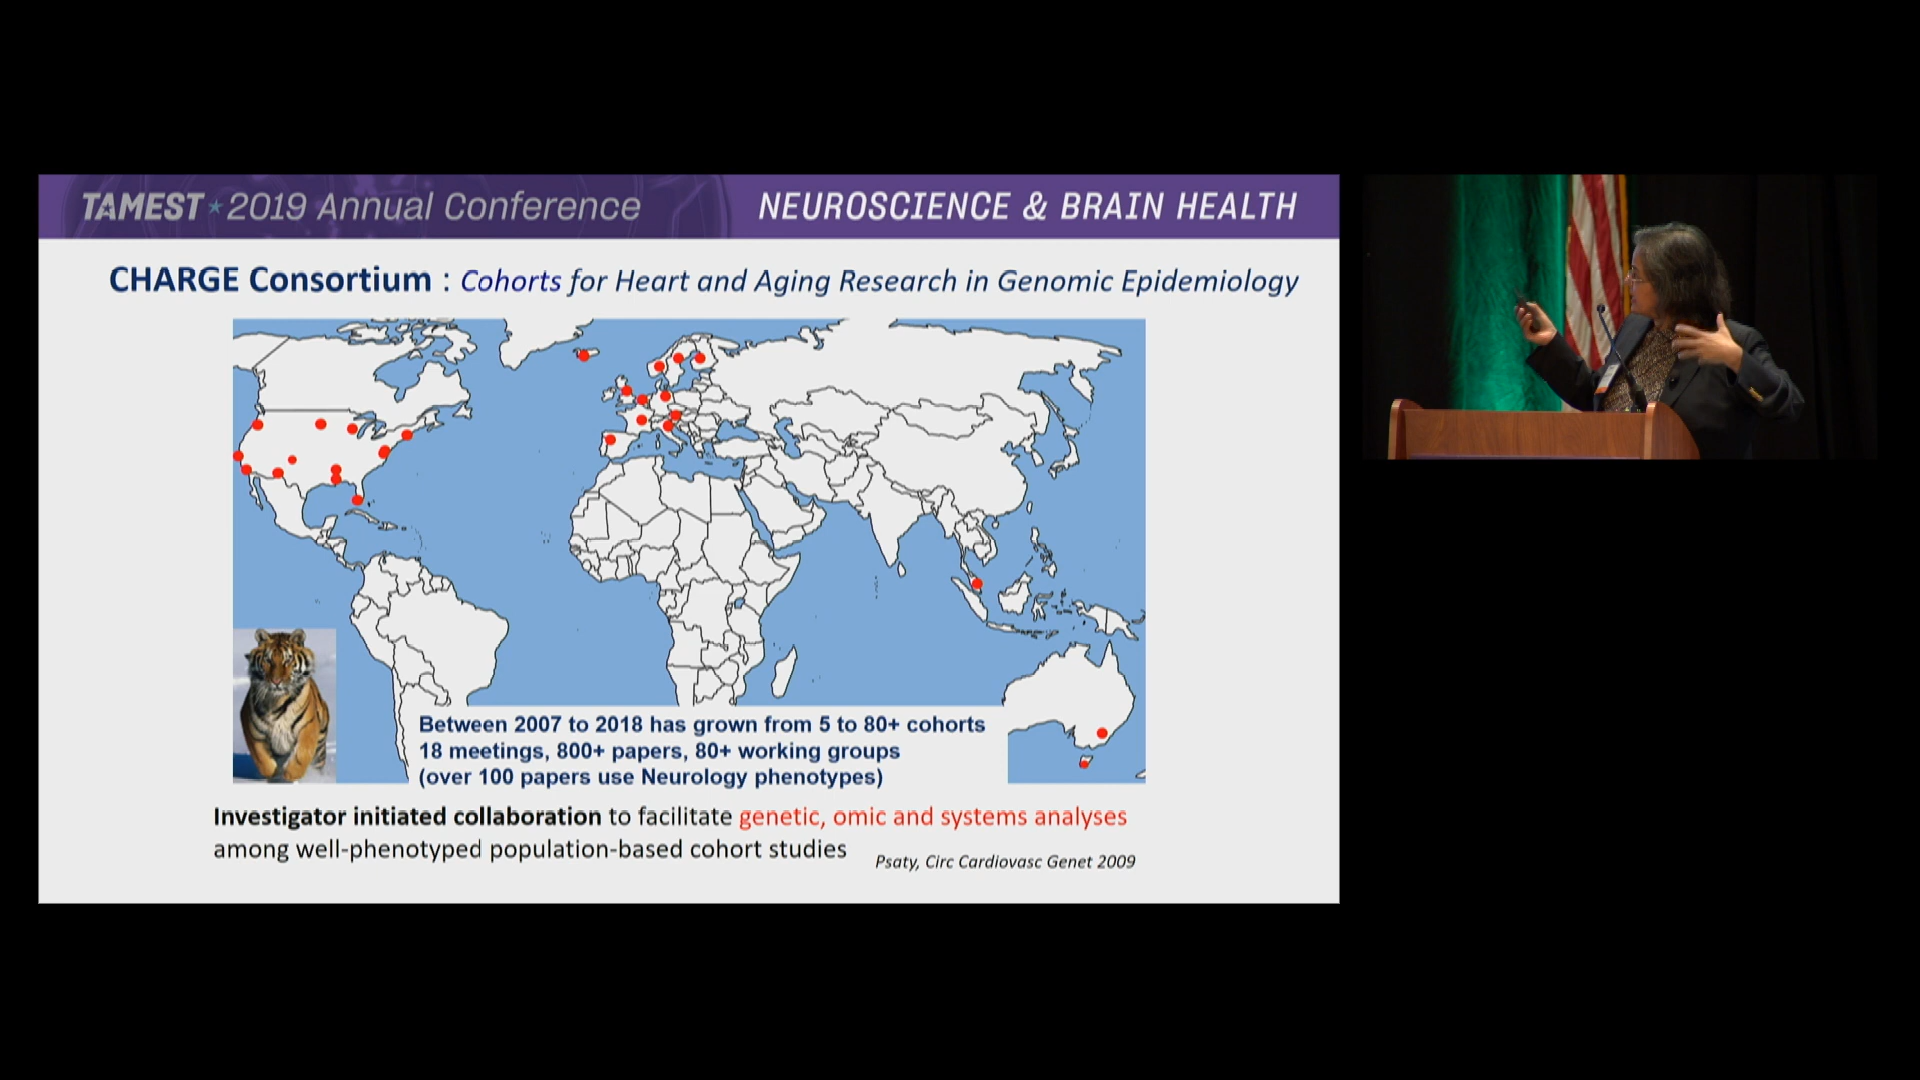 TAMEST ★ 2019 Annual Conference NEUROSCIENCE & BRAIN HEALTH
CHARGE Consortium : Cohorts for Heart and Aging Research in Genomic Epidemiology
Between 2007 to 2018 has grown from 5 to 80+ cohorts
18 meetings, 800+ papers, 80+ working groups
(over 100 papers use Neurology phenotypes)
Investigator initiated collaboration to facilitate genetic, omic and systems analyses
among well-phenotyped population-based cohort studies
Psaty, Circ Cardiovasc Genet 2009